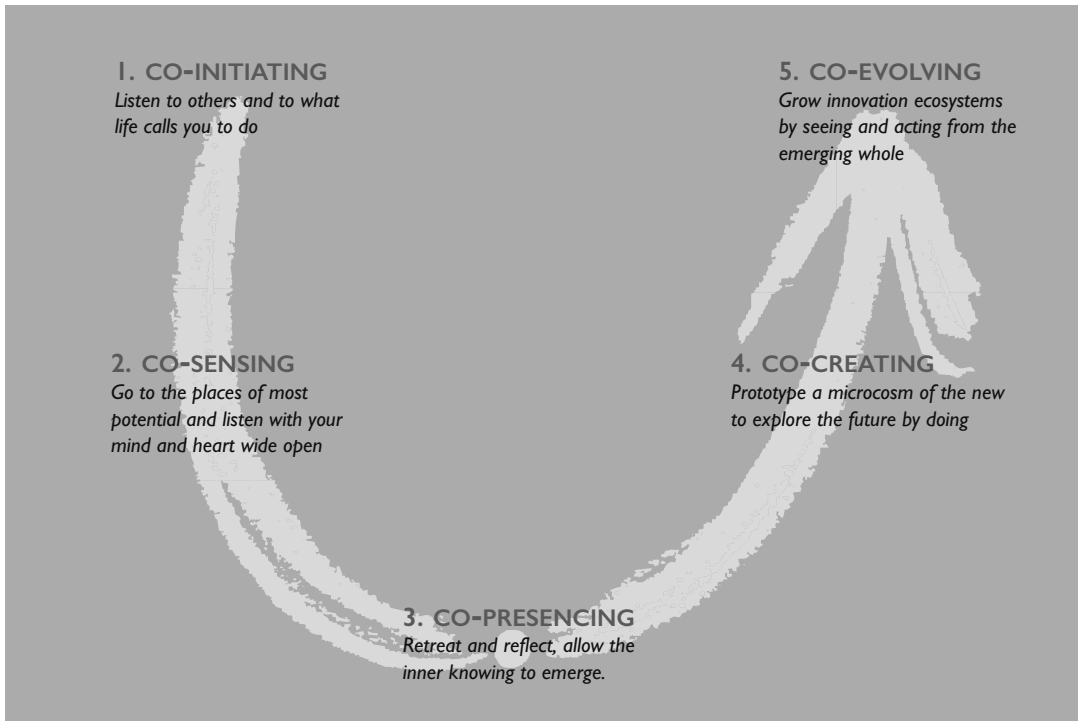 1. CO-INITIATING
Listen to others and to what
life calls you to do
2. CO-SENSING
Go to the places of most
potential and listen with your
mind and heart wide open
3. CO-PRESENCING
Retreat and reflect, allow the
inner knowing to emerge.
4. CO-CREATING
Prototype a microcosm of the new
to explore the future by doing
5. CO-EVOLVING
Grow innovation ecosystems
by seeing and acting from the
emerging whole